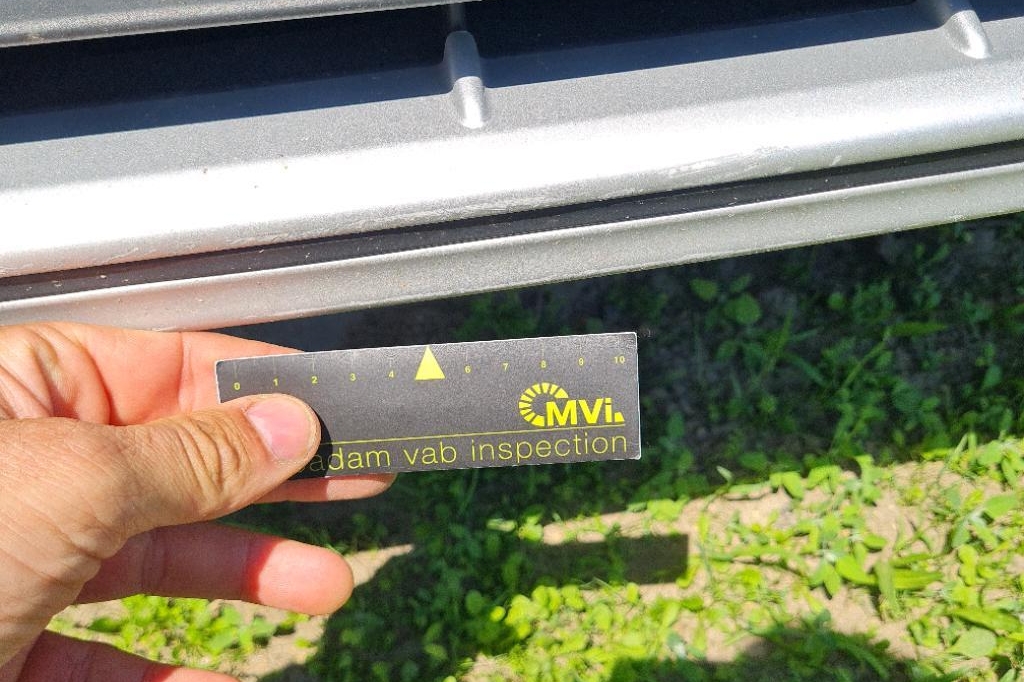 0 1 2 3 4 6 7 8 9 10
MVi.
adam vab inspection